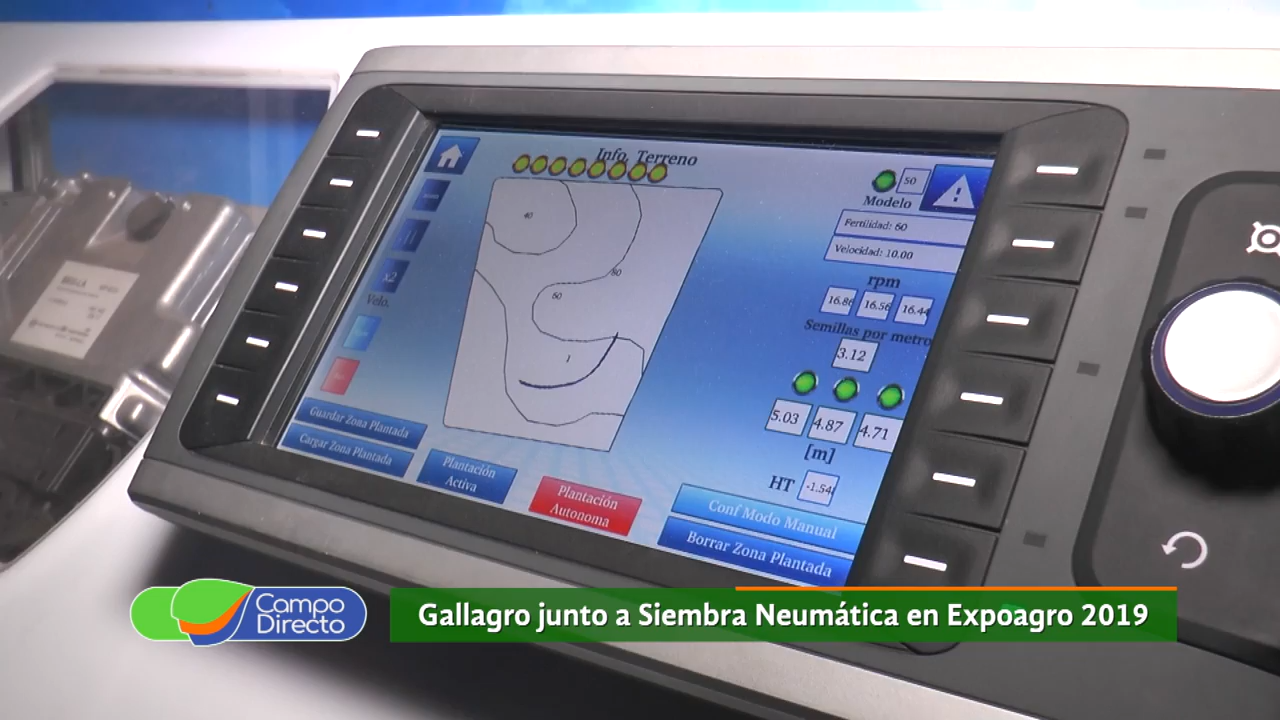 Info. Terreno
50
Modelo
Fertilidad: 60
Velocidad: 10.00
rpm
16.86 16.56 16.44
Semillas por metro
3.12
5.03 4.87 4.71
[m]
HT -1.54
40
80
60
1
x2
Velo.
Guardar Zona Plantada
Cargar Zona Plantada
Plantación
Activa
Plantación
Autonoma
Conf Modo Manual
Borrar Zona Plantada
Campo
Directo
Gallagro junto a Siembra Neumática en Expoagro 2019